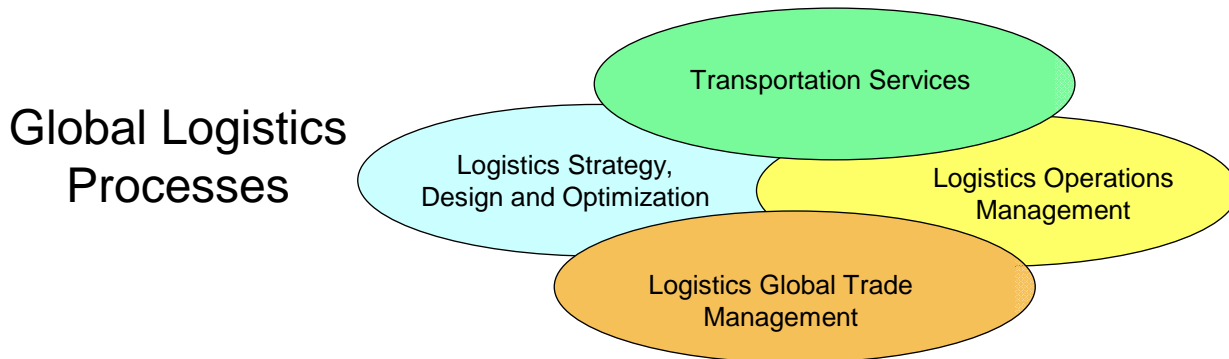 Global Logistics
Processes
Transportation Services
Logistics Strategy,
Design and Optimization
Logistics Operations
Management
Logistics Global Trade
Management